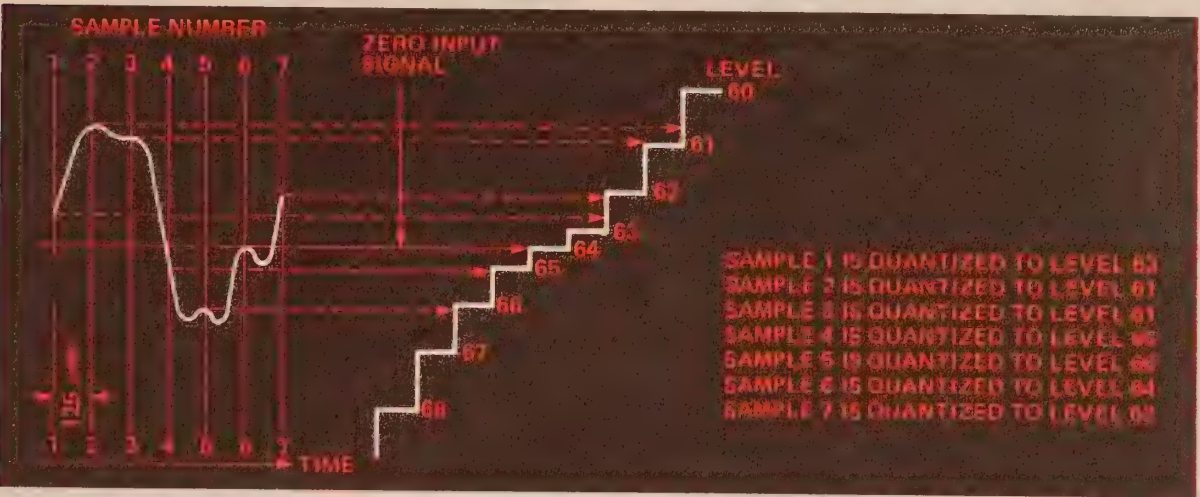 SAMPLE NUMBER
1 2 3 4 5 6 7
ZERO INPUT
SIGNAL
LEVEL
60
61
62
63
64
65
66
67
68
125
1 2 3 4 5 6 7
TIME
SAMPLE 1 IS QUANTIZED TO LEVEL 63
SAMPLE 2 IS QUANTIZED TO LEVEL 61
SAMPLE 3 IS QUANTIZED TO LEVEL 61
SAMPLE 4 IS QUANTIZED TO LEVEL
SAMPLE 5 IS QUANTIZED TO LEVEL
SAMPLE 6 IS QUANTIZED TO LEVEL 64
SAMPLE 7 IS QUANTIZED TO LEVEL